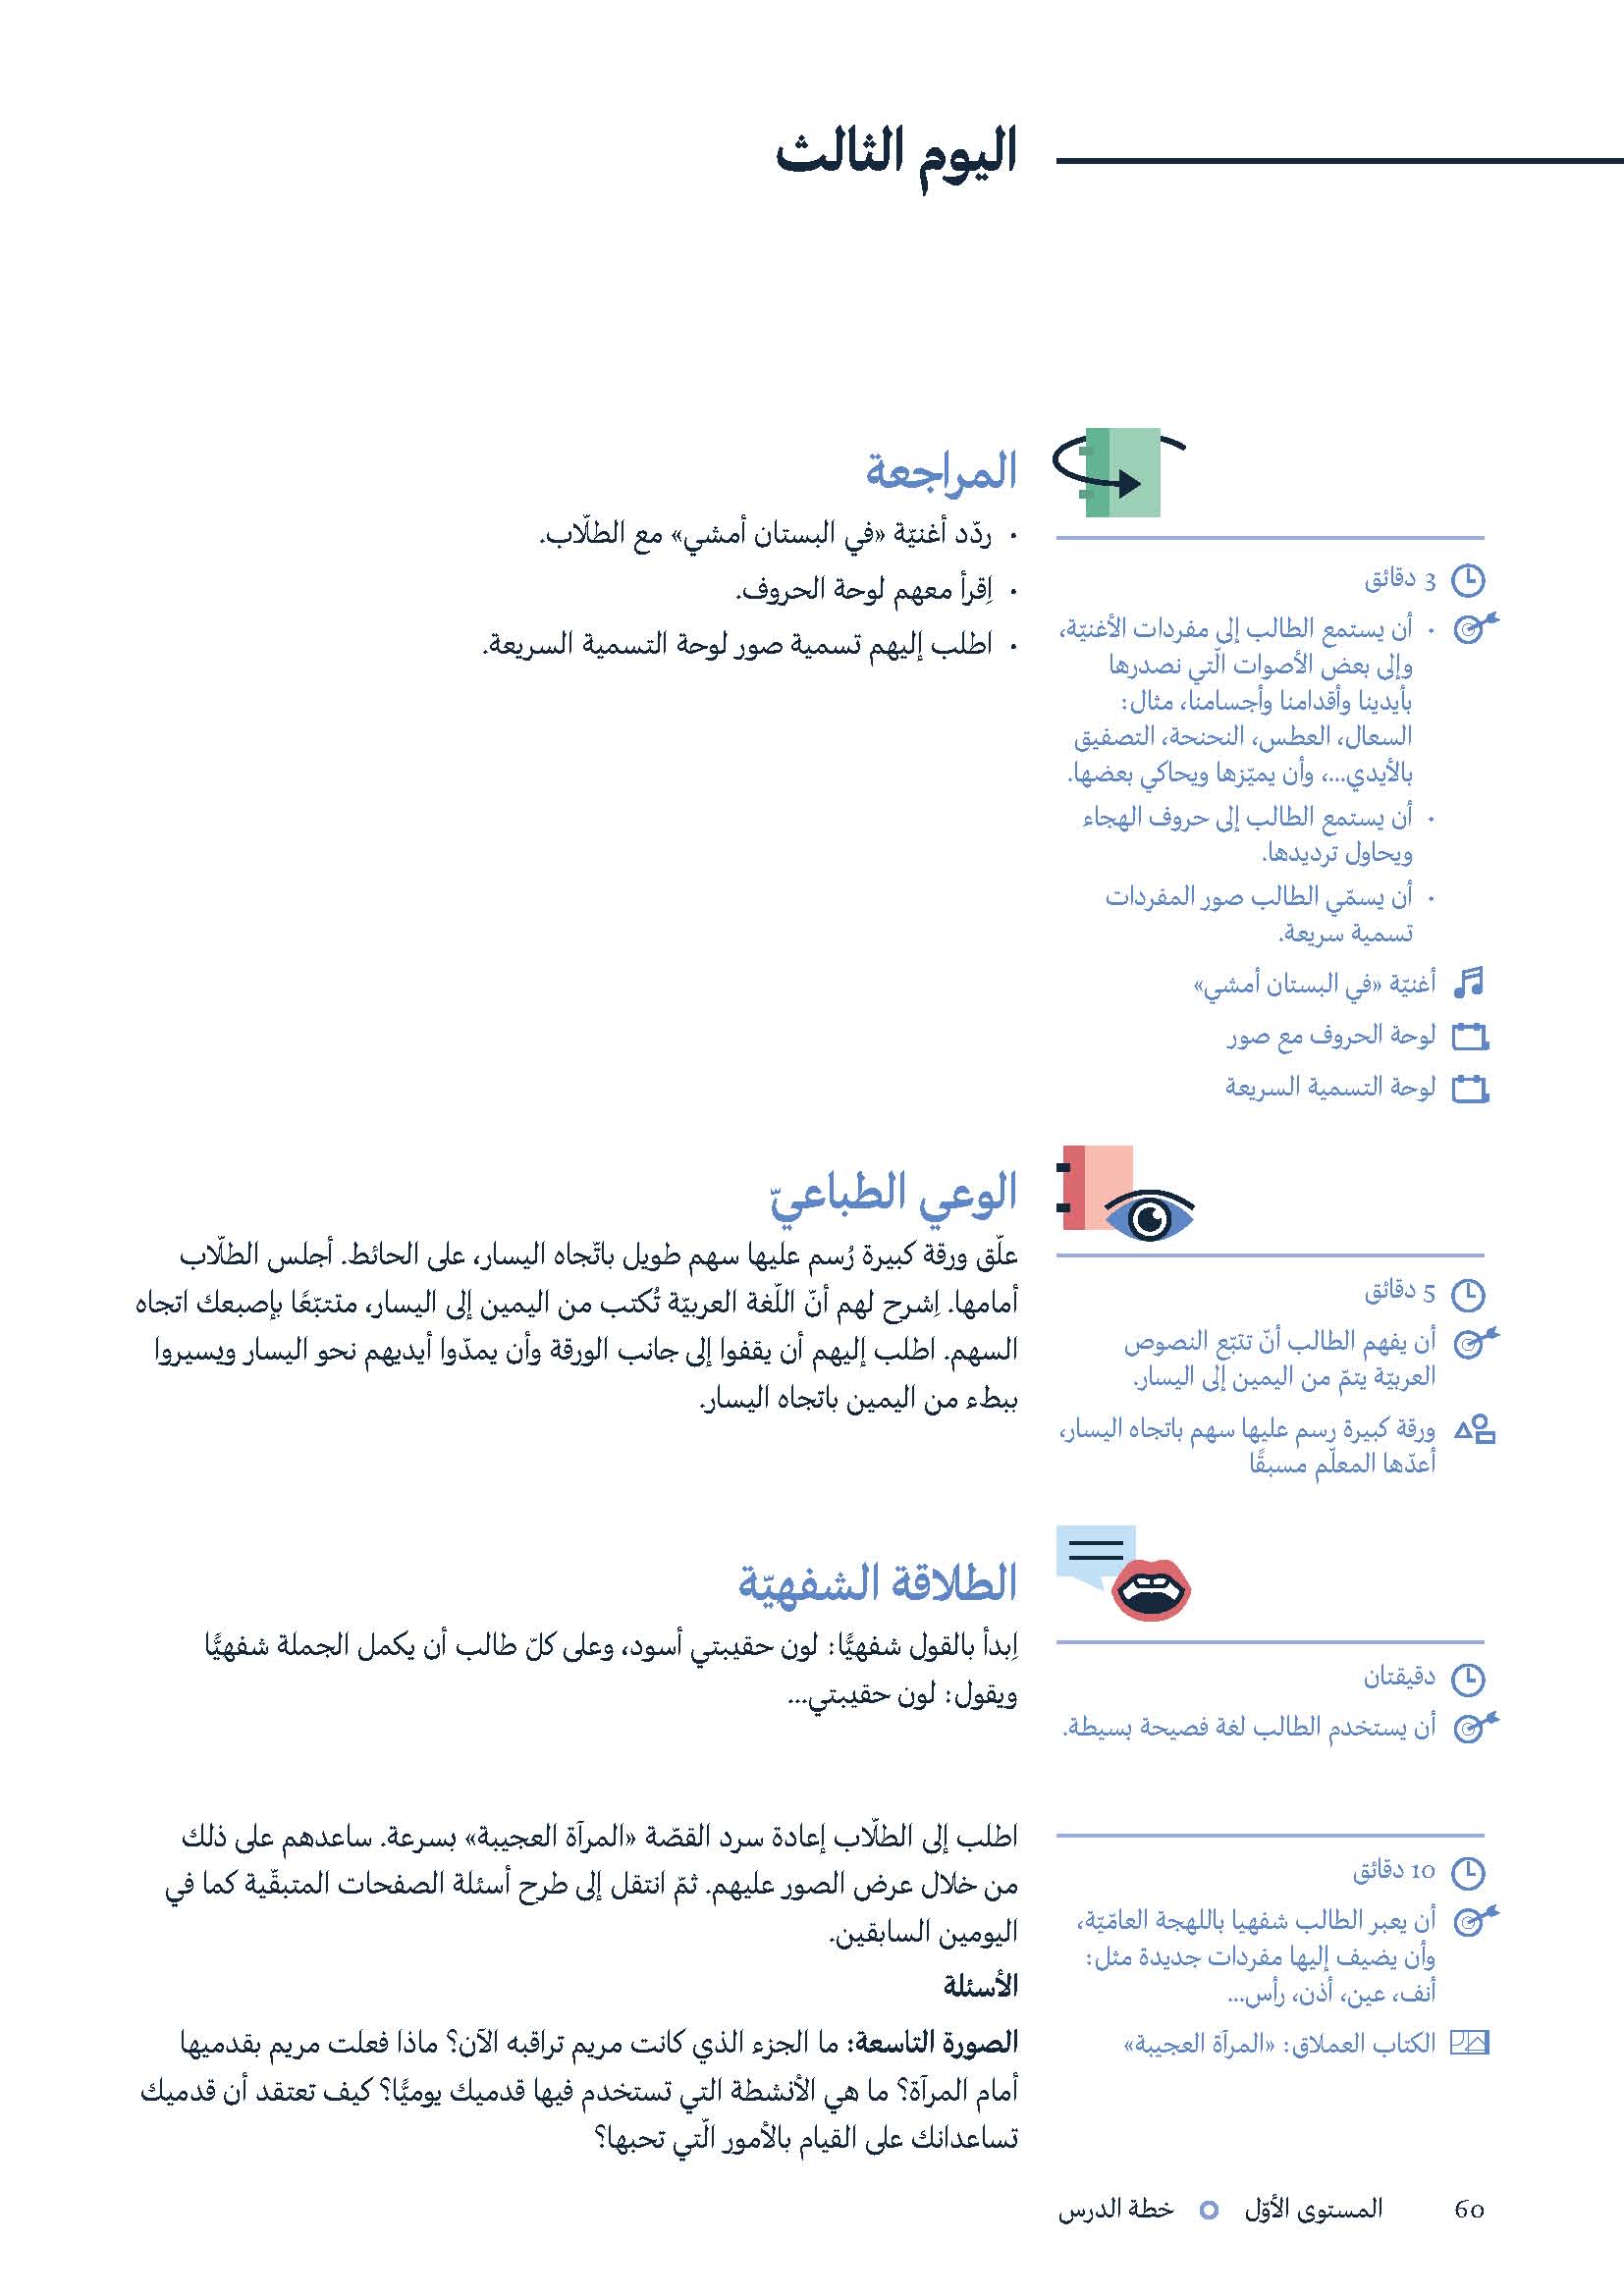 اليوم الثالث
المراجعة
• ردّد أغنيّة «في البستان أمشي» مع الطلّاب.
• اِقرأ معهم لوحة الحروف.
• اطلب إليهم تسمية صور لوحة التسمية السريعة.
3 دقائق
• أن يستمع الطالب إلى مفردات الأغنيّة،
وإلى بعض الأصوات الّتي نصدرها
بأيدينا وأقدامنا وأجسامنا، مثال:
السعال، العطس، النحنحة، التصفيق
بالأيدي...، وأن يميّزها ويحاكي بعضها.
• أن يستمع الطالب إلى حروف الهجاء
ويحاول ترديدها.
• أن يسمّي الطالب صور المفردات
تسمية سريعة.
أغنيّة «في البستان أمشي»
لوحة الحروف مع صور
لوحة التسمية السريعة
الوعي الطباعيّ
علّق ورقة كبيرة رُسم عليها سهم طويل باتّجاه اليسار، على الحائط. أجلس الطلّاب
أمامها. اِشرح لهم أنّ اللّغة العربيّة تُكتب من اليمين إلى اليسار، متتبّعًا بإصبعك اتجاه
السهم. اطلب إليهم أن يقفوا إلى جانب الورقة وأن يمدّوا أيديهم نحو اليسار ويسيروا
ببطء من اليمين باتجاه اليسار.
5 دقائق
أن يفهم الطالب أنّ تتبّع النصوص
العربيّة يتمّ من اليمين إلى اليسار.
ورقة كبيرة رسم عليها سهم باتجاه اليسار،
أعدّها المعلّم مسبقًا
الطلاقة الشفهيّة
اِبدأ بالقول شفهيًّا: لون حقيبتي أسود، وعلى كلّ طالب أن يكمل الجملة شفهيًّا
ويقول: لون حقيبتي...
دقيقتان
أن يستخدم الطالب لغة فصيحة بسيطة.
اطلب إلى الطلّاب إعادة سرد القصّة «المرآة العجيبة» بسرعة. ساعدهم على ذلك
من خلال عرض الصور عليهم. ثمّ انتقل إلى طرح أسئلة الصفحات المتبقّية كما في
اليومين السابقين.
الأسئلة
الصورة التاسعة: ما الجزء الذي كانت مريم تراقبه الآن؟ ماذا فعلت مريم بقدميها
أمام المرآة؟ ما هي الأنشطة التي تستخدم فيها قدميك يوميًّا؟ كيف تعتقد أن قدميك
تساعدانك على القيام بالأمور الّتي تحبها؟
10 دقائق
أن يعبر الطالب شفهيا باللهجة العامّيّة،
وأن يضيف إليها مفردات جديدة مثل:
أنف، عين، أذن، رأس...
الكتاب العملاق: «المرآة العجيبة»
60 المستوى الأوّل خطة الدرس